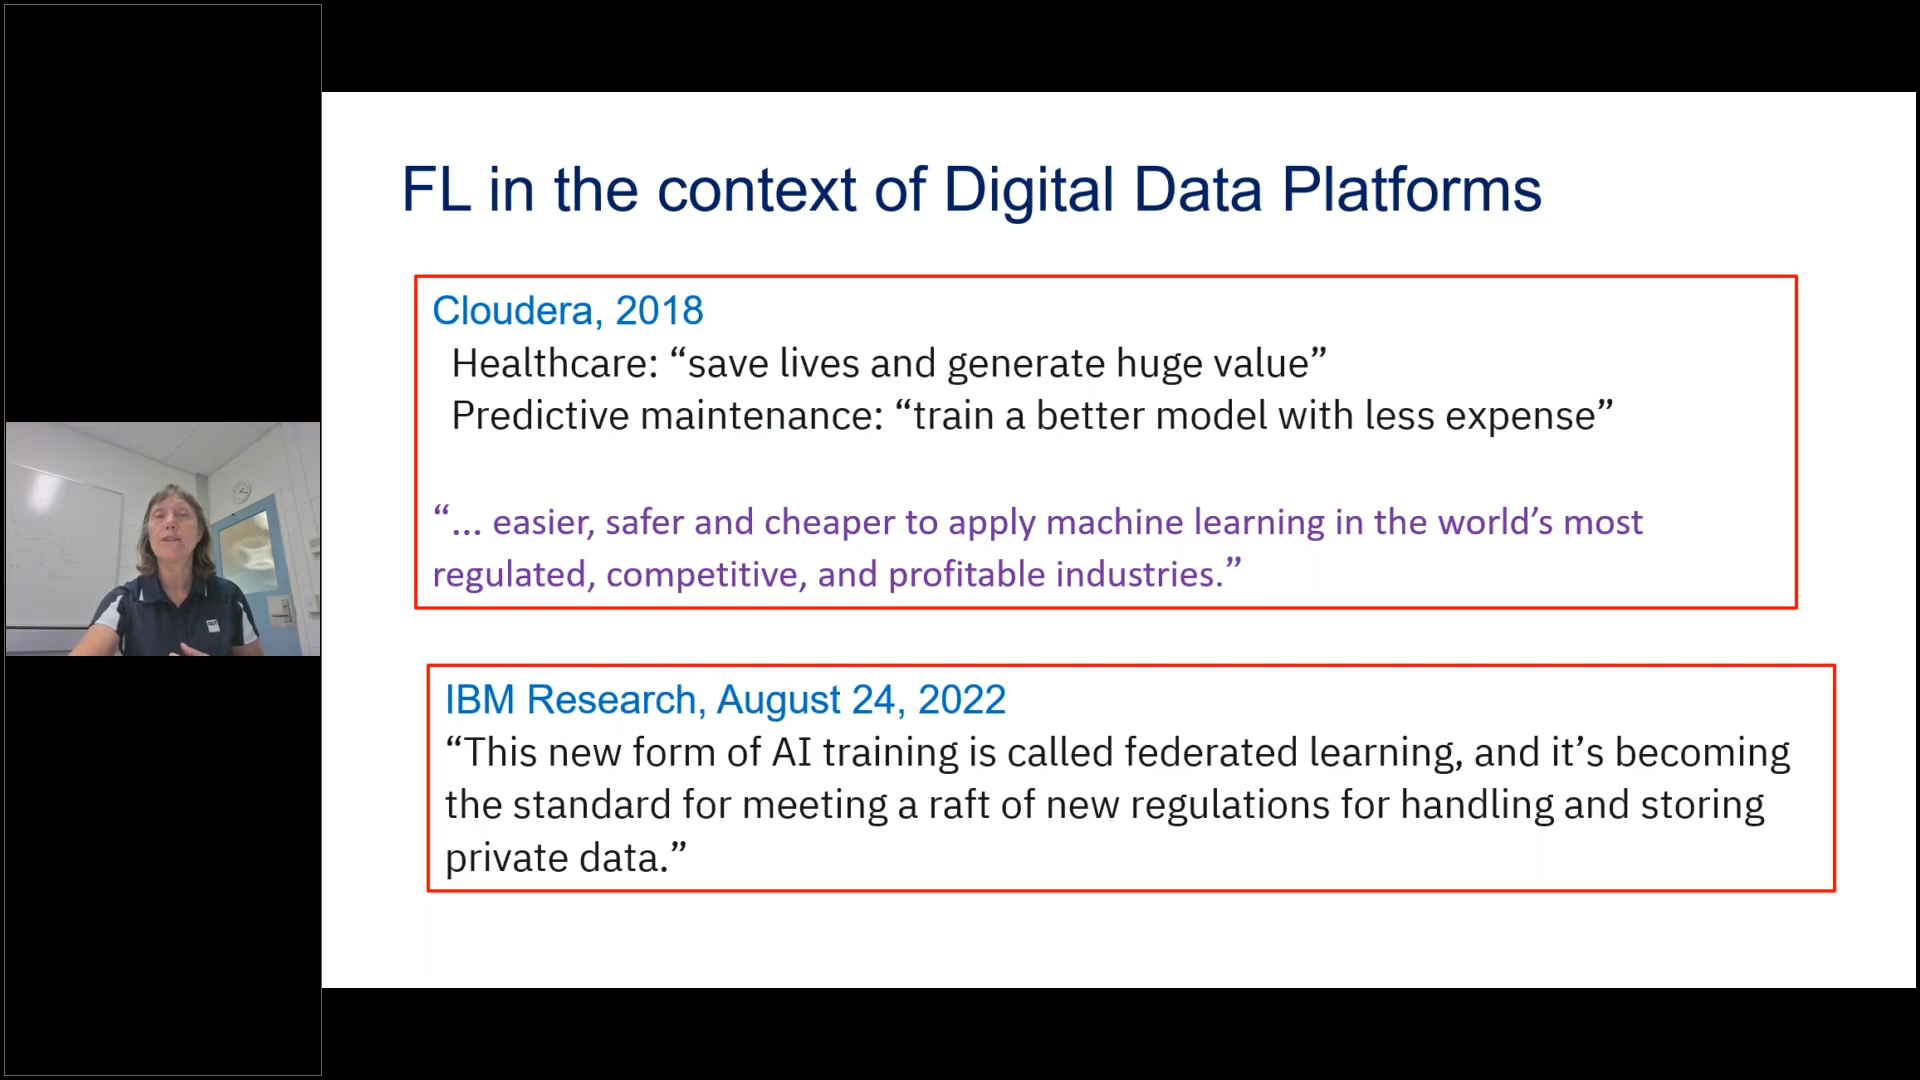 FL in the context of Digital Data Platforms
Cloudera, 2018
Healthcare: “save lives and generate huge value”
Predictive maintenance: “train a better model with less expense”
“... easier, safer and cheaper to apply machine learning in the world’s most
regulated, competitive, and profitable industries.”
IBM Research, August 24, 2022
“This new form of AI training is called federated learning, and it’s becoming
the standard for meeting a raft of new regulations for handling and storing
private data.”